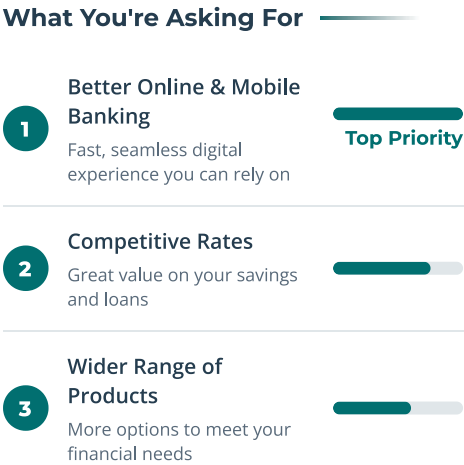 What You're Asking For
1
Better Online & Mobile
Banking
Fast, seamless digital
experience you can rely on
Top Priority
2
Competitive Rates
Great value on your savings
and loans
3
Wider Range of
Products
More options to meet your
financial needs